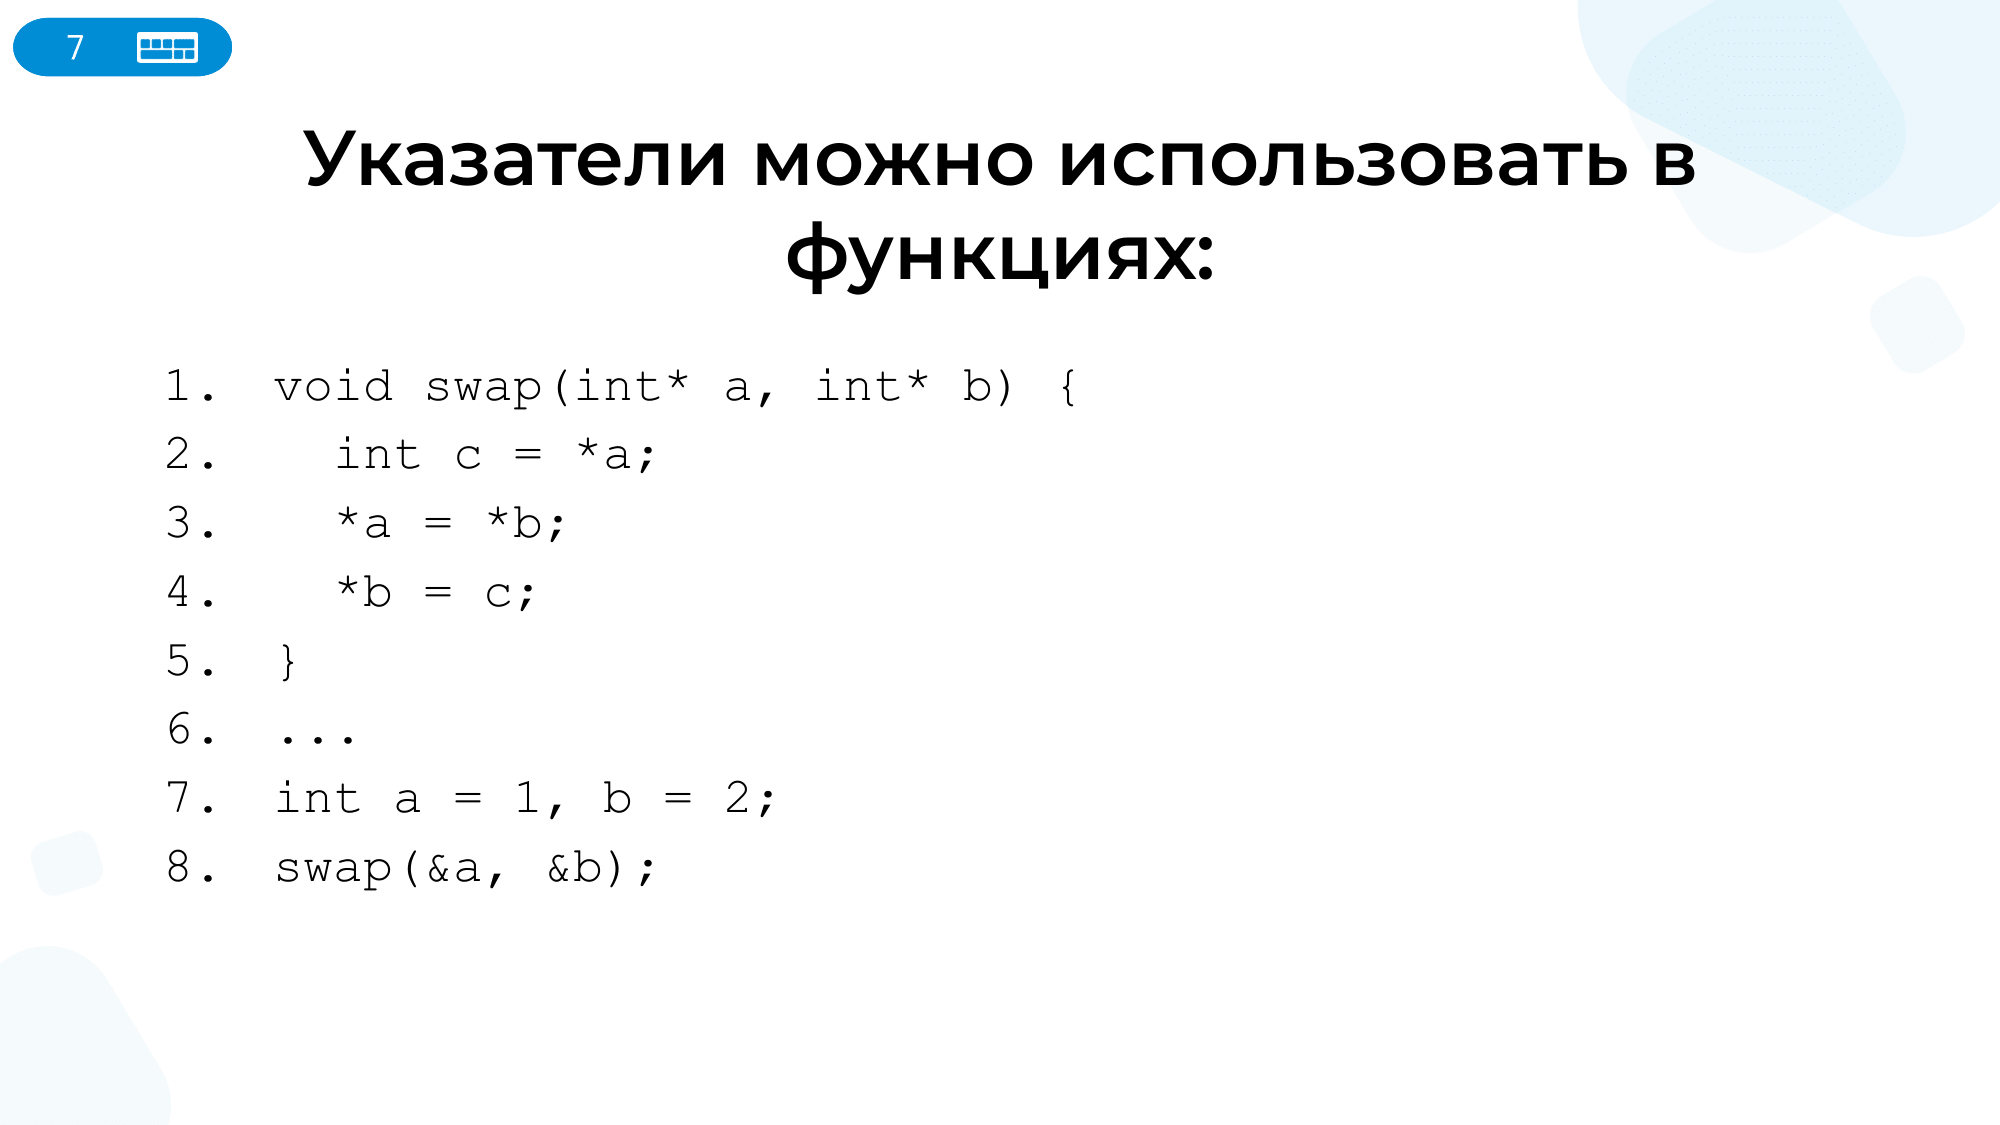 7
Указатели можно использовать в
функциях:
1. void swap(int* a, int* b) {
2.   int c = *a;
3.   *a = *b;
4.   *b = c;
5. }
6. ...
7. int a = 1, b = 2;
8. swap(&a, &b);